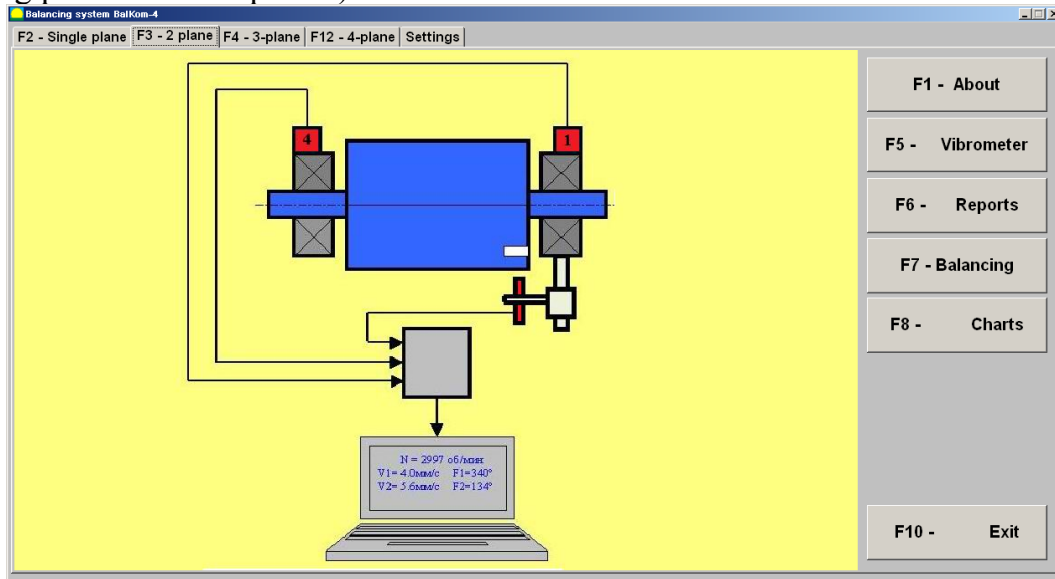 Balancing system BalKom-4
F2 - Single plane F3 - 2 plane F4 - 3-plane F12 - 4-plane Settings
F1 - About
F5 - Vibrometer
F6 - Reports
F7 - Balancing
F8 - Charts
F10 - Exit
4
1
N = 2997 об/мин
V1= 4.0мм/с F1=340°
V2= 5.6мм/с F2=134°